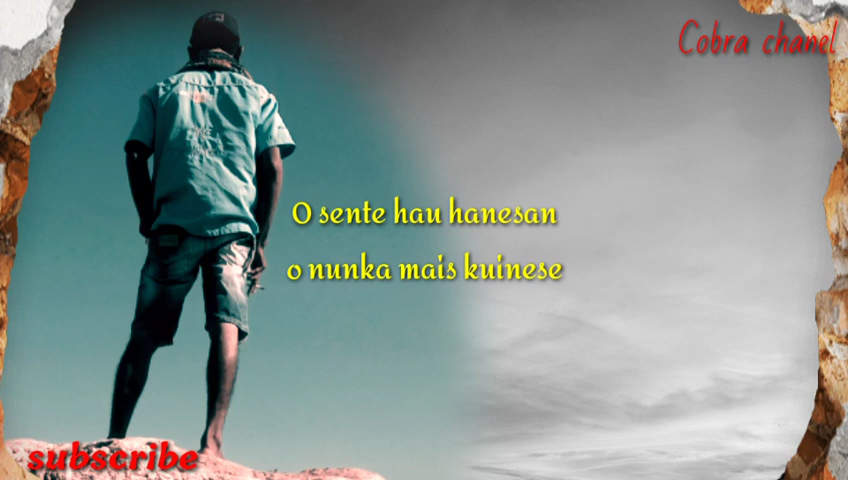 Cobra chanel
O sente hau hanesan
o nunka mais kuinese
subscribe